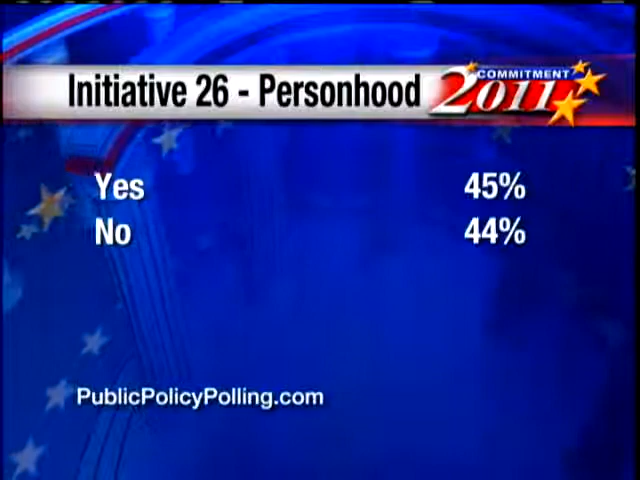 Initiative 26 - Personhood
COMMITMENT
2011
Yes 45%
No 44%
PublicPolicyPolling.com